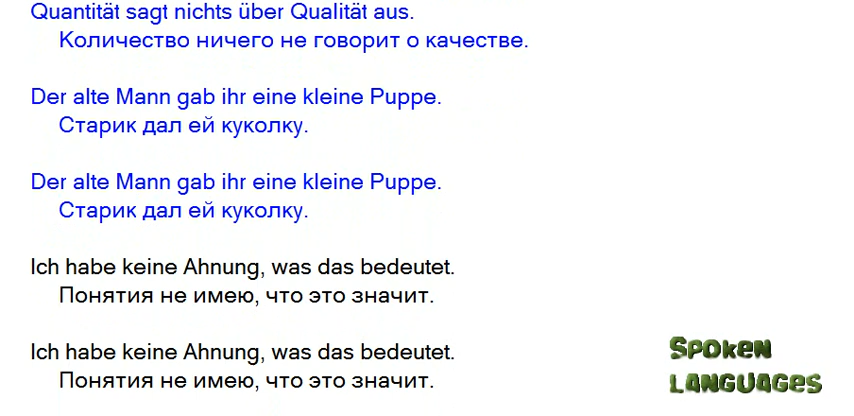 Quantität sagt nichts über Qualität aus.
Количество ничего не говорит о качестве.
Der alte Mann gab ihr eine kleine Puppe.
Старик дал ей куколку.
Der alte Mann gab ihr eine kleine Puppe.
Старик дал ей куколку.
Ich habe keine Ahnung, was das bedeutet.
Понятия не имею, что это значит.
Ich habe keine Ahnung, was das bedeutet.
Понятия не имею, что это значит.
Spoken
Languages